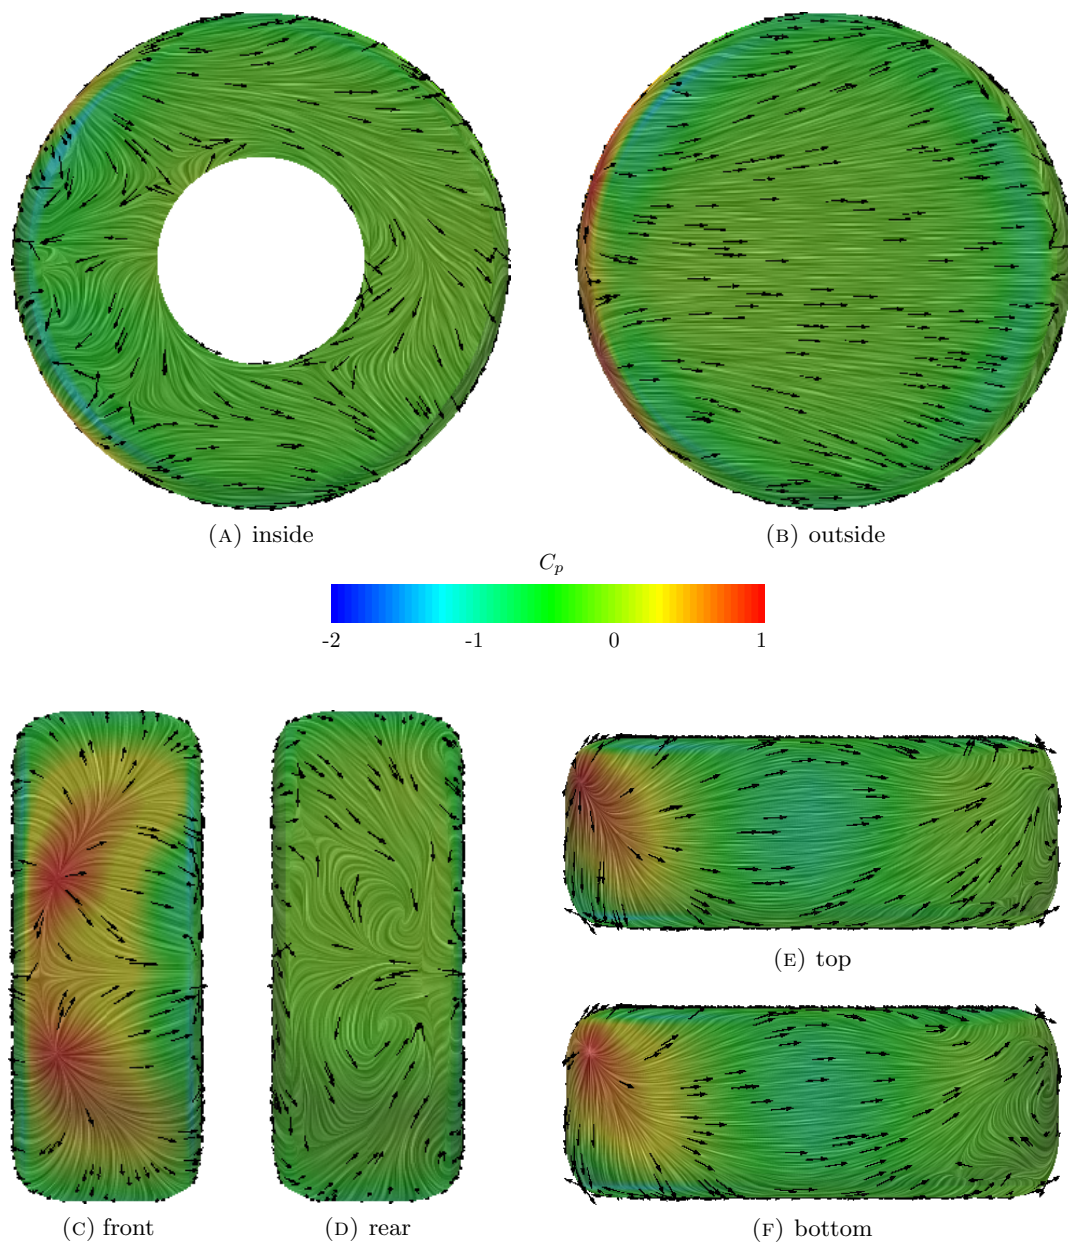 (A) inside
(B) outside
C_p
-2 -1 0 1
(C) front
(D) rear
(E) top
(F) bottom